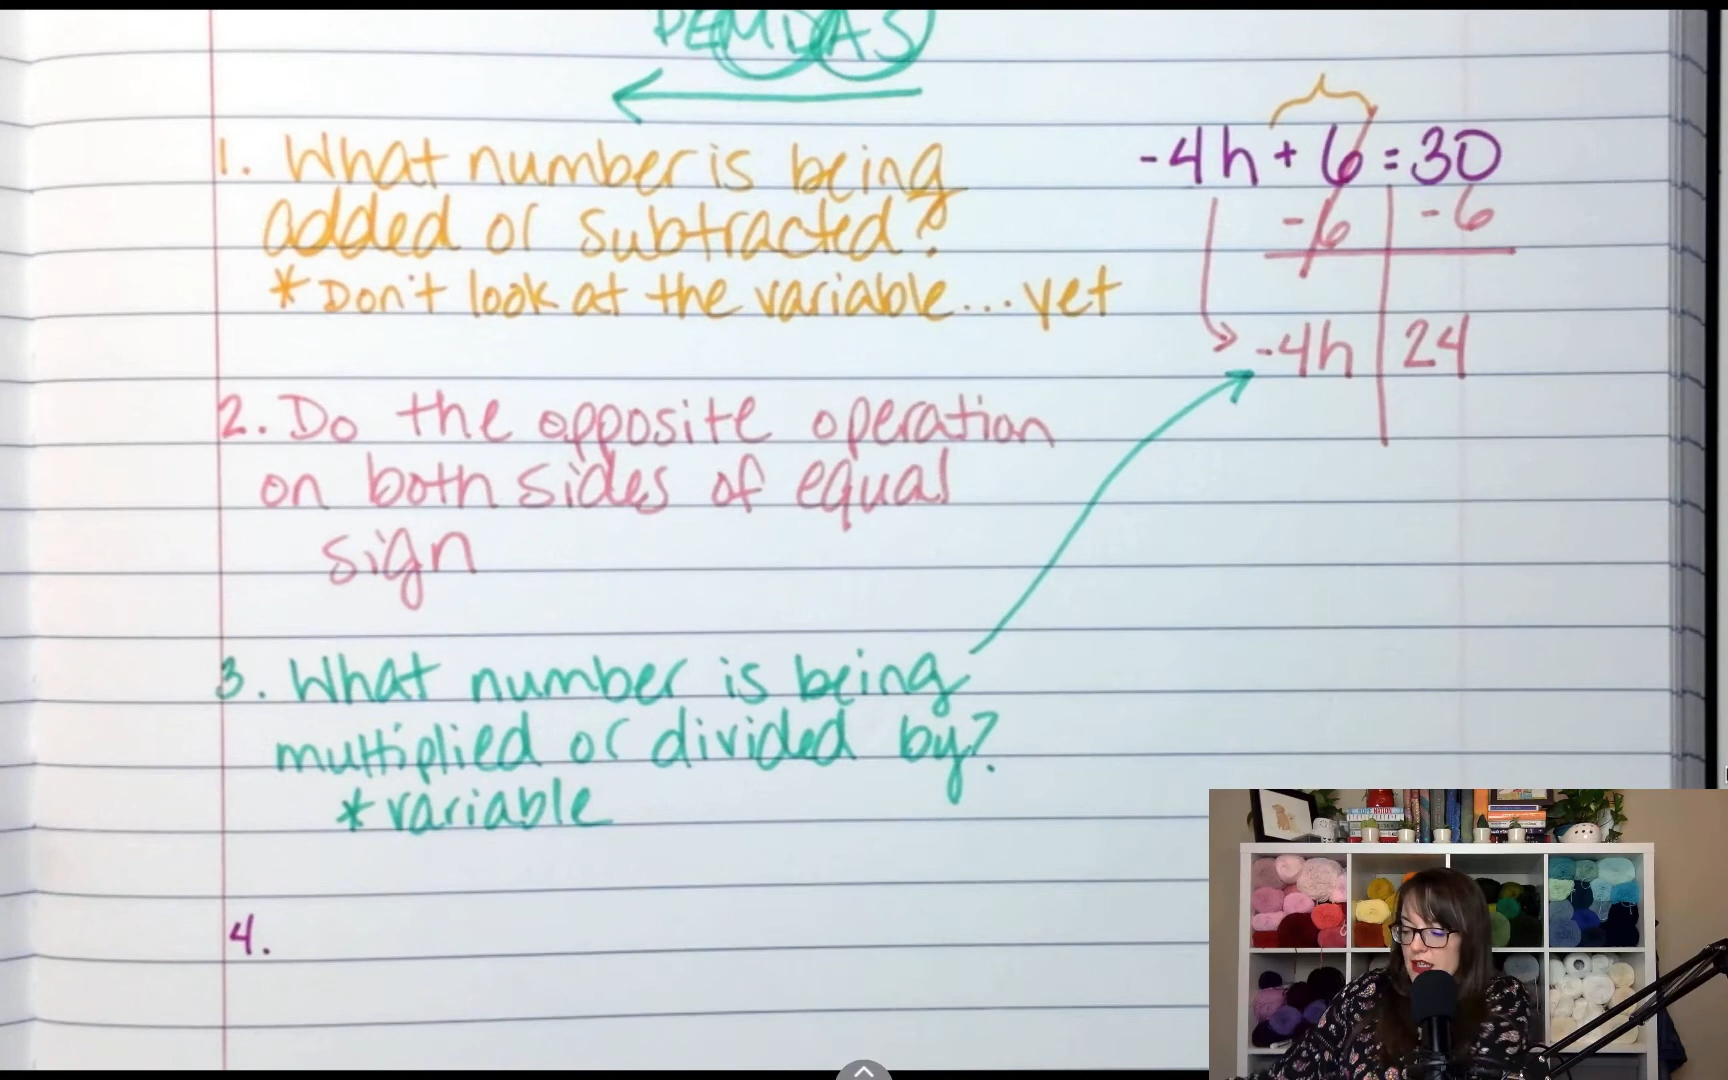 PEMDAS
1. What number is being
added or subtracted?
*Don't look at the variable...yet
2. Do the opposite operation
on both sides of equal
sign
3. What number is being
multiplied or divided by?
*variable
4.
-4h + 6 = 30
-6 -6
-4h 24